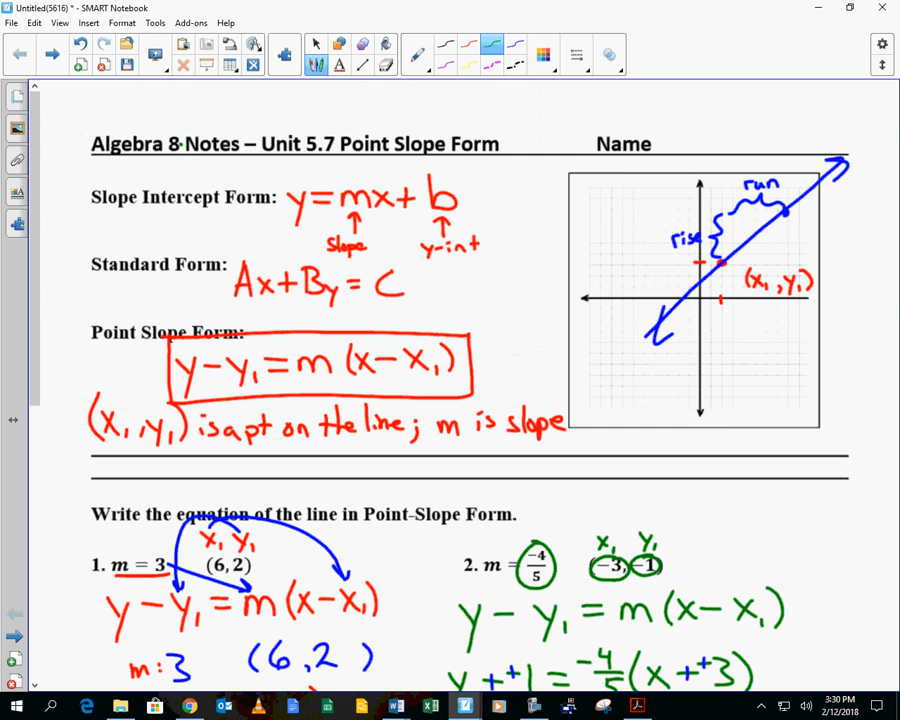 Untitled(5616) * - SMART Notebook
File Edit View Insert Format Tools Add-ons Help
Algebra 8 Notes – Unit 5.7 Point Slope Form Name
Slope Intercept Form: y=mx+b
slope y-int
Standard Form: Ax+By=C
Point Slope Form:
y-y₁=m(x-x₁)
(x₁,y₁) is a pt on the line; m is slope
run
rise
(x₁,y₁)
Write the equation of the line in Point-Slope Form.
x₁ y₁
1. m = 3 (6,2)
y-y₁=m(x-x₁)
m:3 (6,2)
x₁ y₁
2. m = -4/5 (-3,-1)
y-y₁=m(x-x₁)
y++1=-4/5(x++3)
3:30 PM
2/12/2018